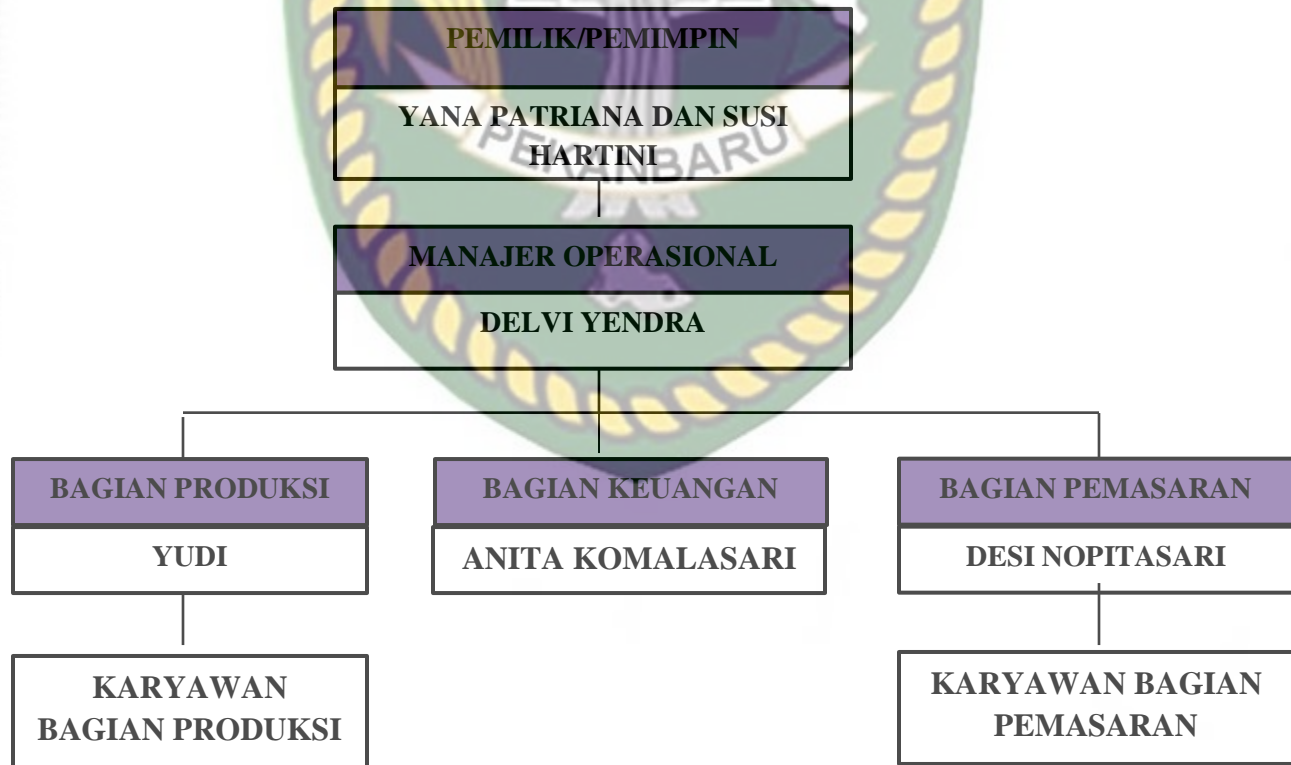 PEMILIK/PEMIMPIN
YANA PATRIANA DAN SUSI
HARTINI
PEKANBARU
MANAJER OPERASIONAL
DELVI YENDRA
BAGIAN PRODUKSI
BAGIAN KEUANGAN
BAGIAN PEMASARAN
YUDI
ANITA KOMALASARI
DESI NOPITASARI
KARYAWAN
BAGIAN PRODUKSI
KARYAWAN BAGIAN
PEMASARAN